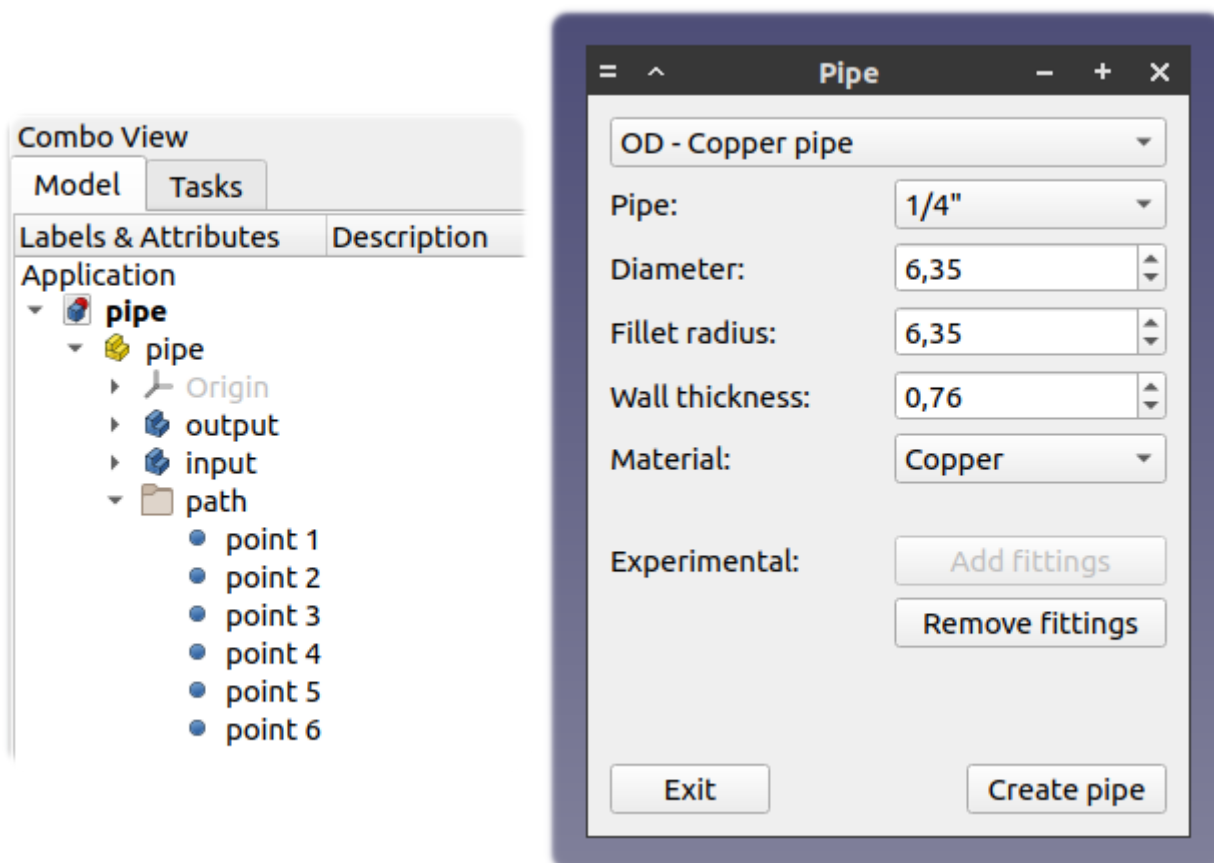 Combo View
Model Tasks
Labels & Attributes Description
Application
pipe
pipe
Origin
output
input
path
point 1
point 2
point 3
point 4
point 5
point 6
Pipe
OD - Copper pipe
Pipe: 1/4"
Diameter: 6,35
Fillet radius: 6,35
Wall thickness: 0,76
Material: Copper
Experimental: Add fittings
Remove fittings
Exit Create pipe